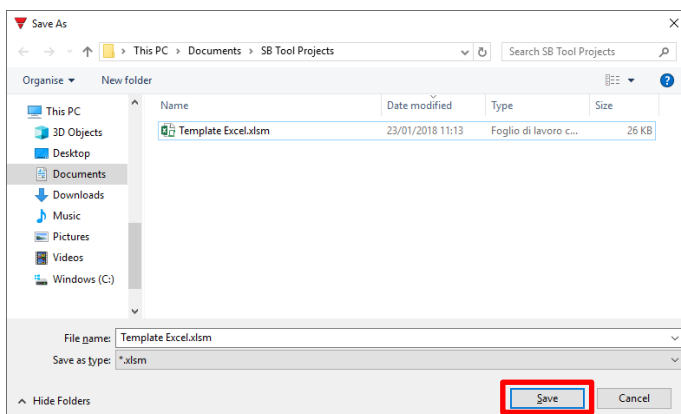 Save As
This PC > Documents > SB Tool Projects
Search SB Tool Projects
Organise
New folder
Name
Date modified
Type
Size
Template Excel.xlsm
23/01/2018 11:13
Foglio di lavoro c...
26 KB
This PC
3D Objects
Desktop
Documents
Downloads
Music
Pictures
Videos
Windows (C:)
File name: Template Excel.xlsm
Save as type: *.xlsm
Hide Folders
Save
Cancel